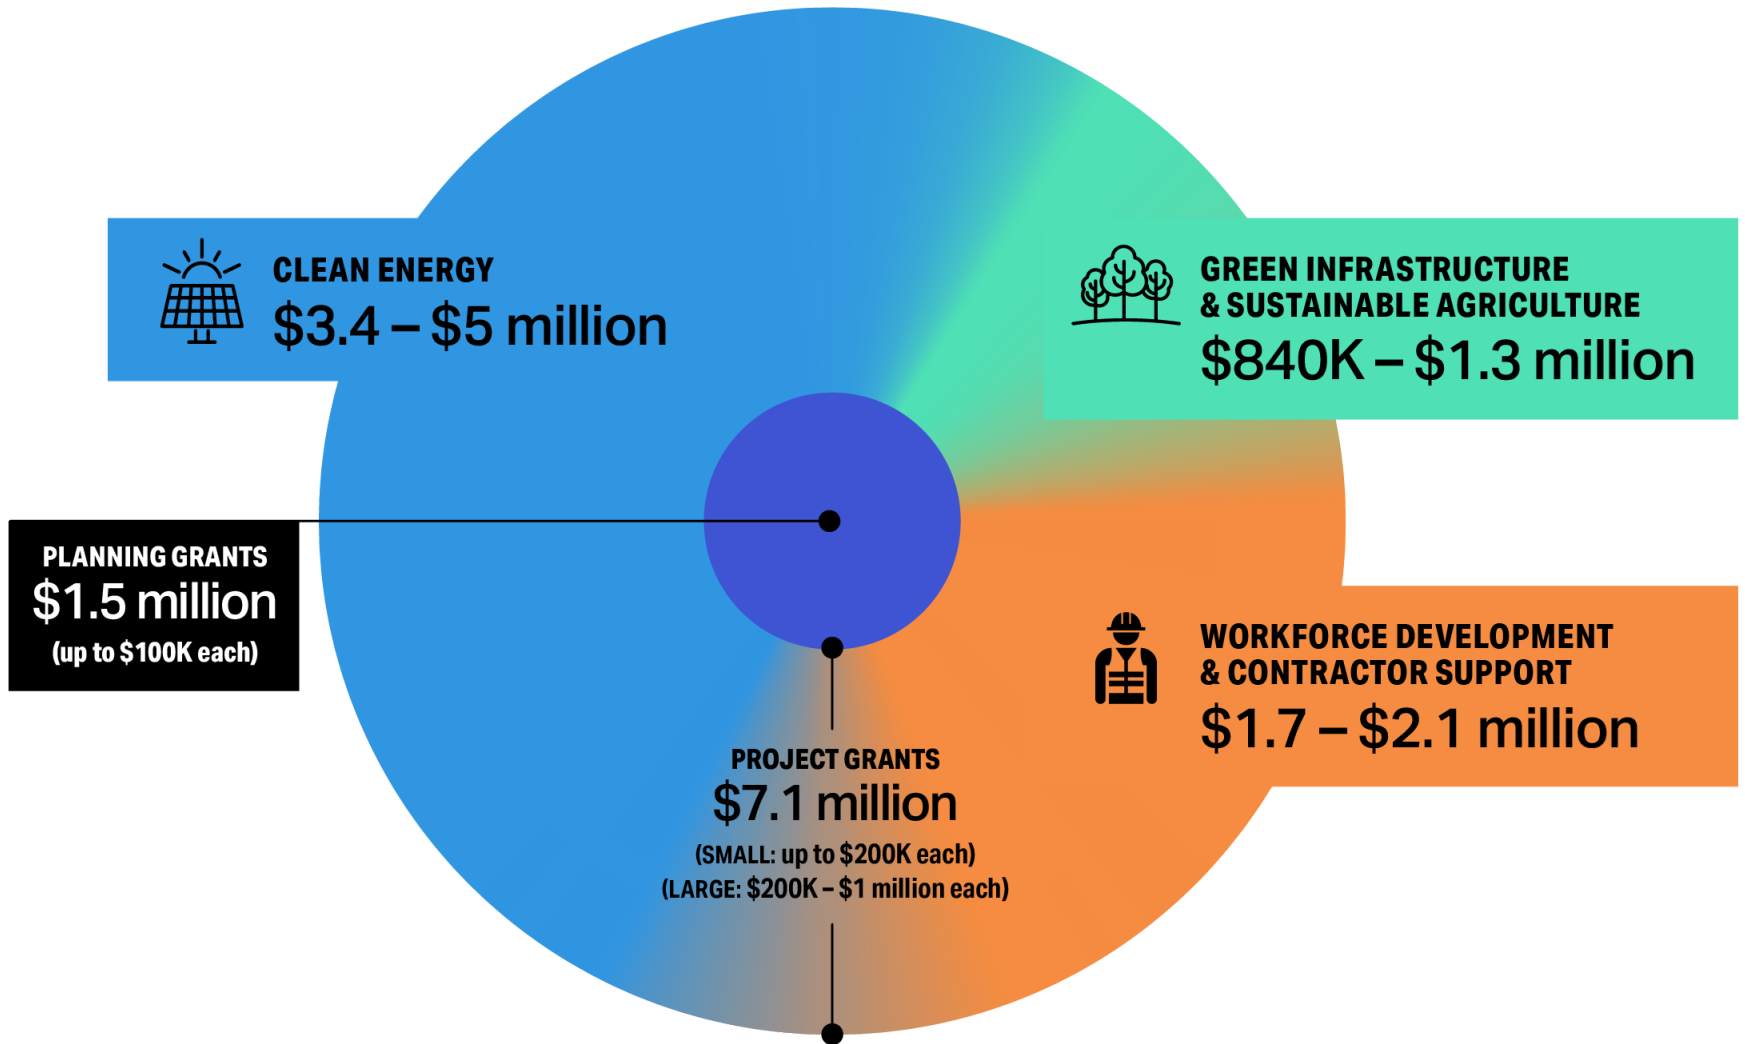 CLEAN ENERGY
$3.4 – $5 million
GREEN INFRASTRUCTURE
& SUSTAINABLE AGRICULTURE
$840K – $1.3 million
PLANNING GRANTS
$1.5 million
(up to $100K each)
WORKFORCE DEVELOPMENT
& CONTRACTOR SUPPORT
$1.7 – $2.1 million
PROJECT GRANTS
$7.1 million
(SMALL: up to $200K each)
(LARGE: $200K – $1 million each)